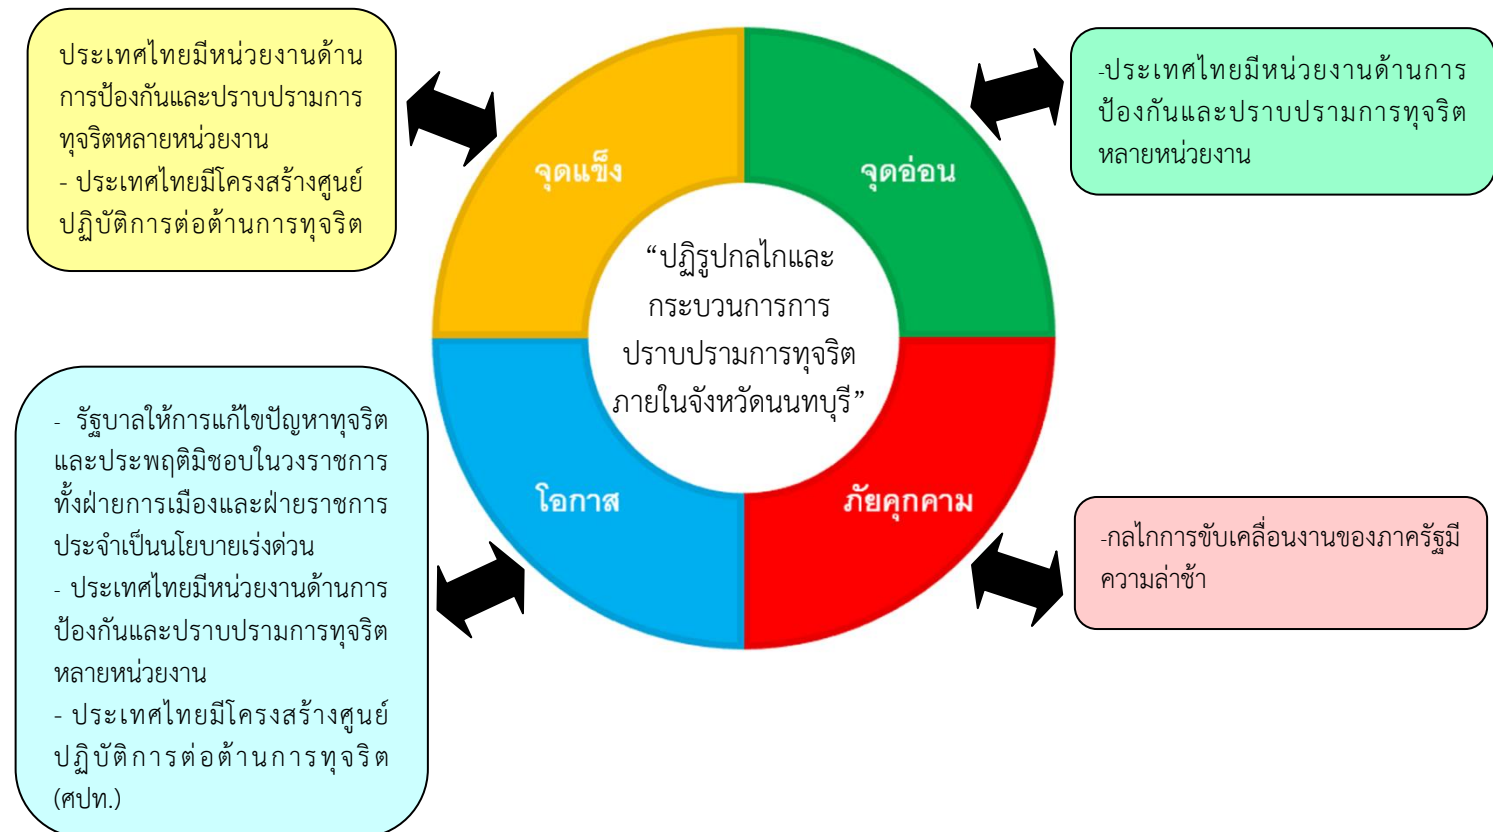 ประเทศไทยมีหน่วยงานด้าน
การป้องกันและปราบปรามการ
ทุจริตหลายหน่วยงาน
- ประเทศไทยมีโครงสร้างศูนย์
ปฏิบัติการต่อต้านการทุจริต
จุดแข็ง
จุดอ่อน
-ประเทศไทยมีหน่วยงานด้านการ
ป้องกันและปราบปรามการทุจริต
หลายหน่วยงาน
“ปฏิรูปกลไกและ
กระบวนการการ
ปราบปรามการทุจริต
ภายในจังหวัดนนทบุรี”
- รัฐบาลให้การแก้ไขปัญหาทุจริต
และประพฤติมิชอบในวงราชการ
ทั้งฝ่ายการเมืองและฝ่ายราชการ
ประจำเป็นนโยบายเร่งด่วน
- ประเทศไทยมีหน่วยงานด้านการ
ป้องกันและปราบปรามการทุจริต
หลายหน่วยงาน
- ประเทศไทยมีโครงสร้างศูนย์
ปฏิบัติการต่อต้านการทุจริต
(ศปท.)
โอกาส
ภัยคุกคาม
-กลไกการขับเคลื่อนงานของภาครัฐมี
ความล่าช้า